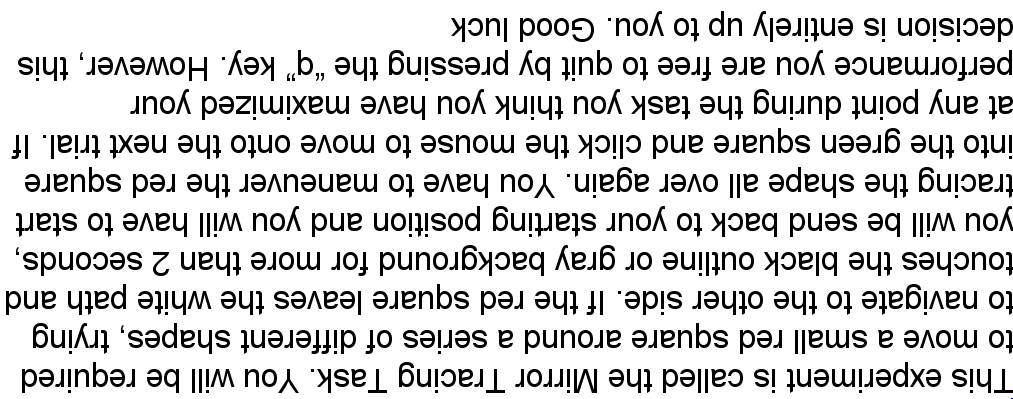 This experiment is called the Mirror Tracing Task. You will be required
to move a small red square around a series of different shapes, trying
to navigate to the other side. If the red square leaves the white path and
touches the black outline or gray background for more than 2 seconds,
you will be send back to your starting position and you will have to start
tracing the shape all over again. You have to maneuver the red square
into the green square and click the mouse to move onto the next trial. If
at any point during the task you think you have maximized your
performance you are free to quit by pressing the "q" key. However, this
decision is entirely up to you. Good luck